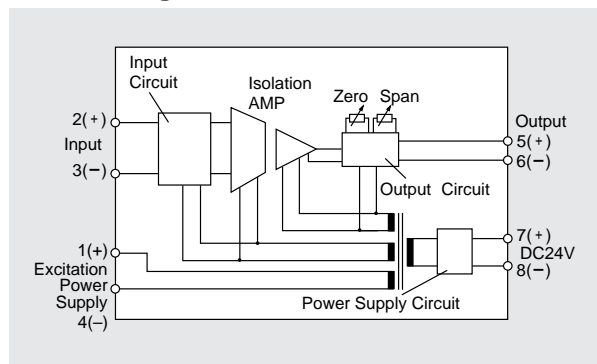 Input
Circuit
Isolation
AMP
Zero Span
2(+)
Input
3(−)
Output
5(+)
6(−)
Output Circuit
1(+)
Excitation
Power
Supply
4(−)
7(+)
DC24V
8(−)
Power Supply Circuit